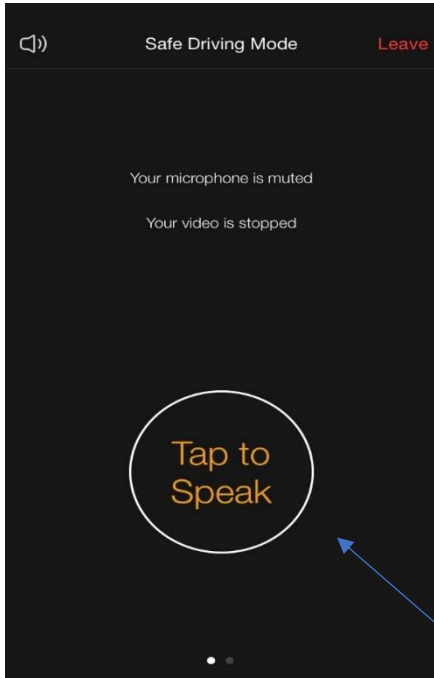 Safe Driving Mode Leave
Your microphone is muted
Your video is stopped
Tap to
Speak